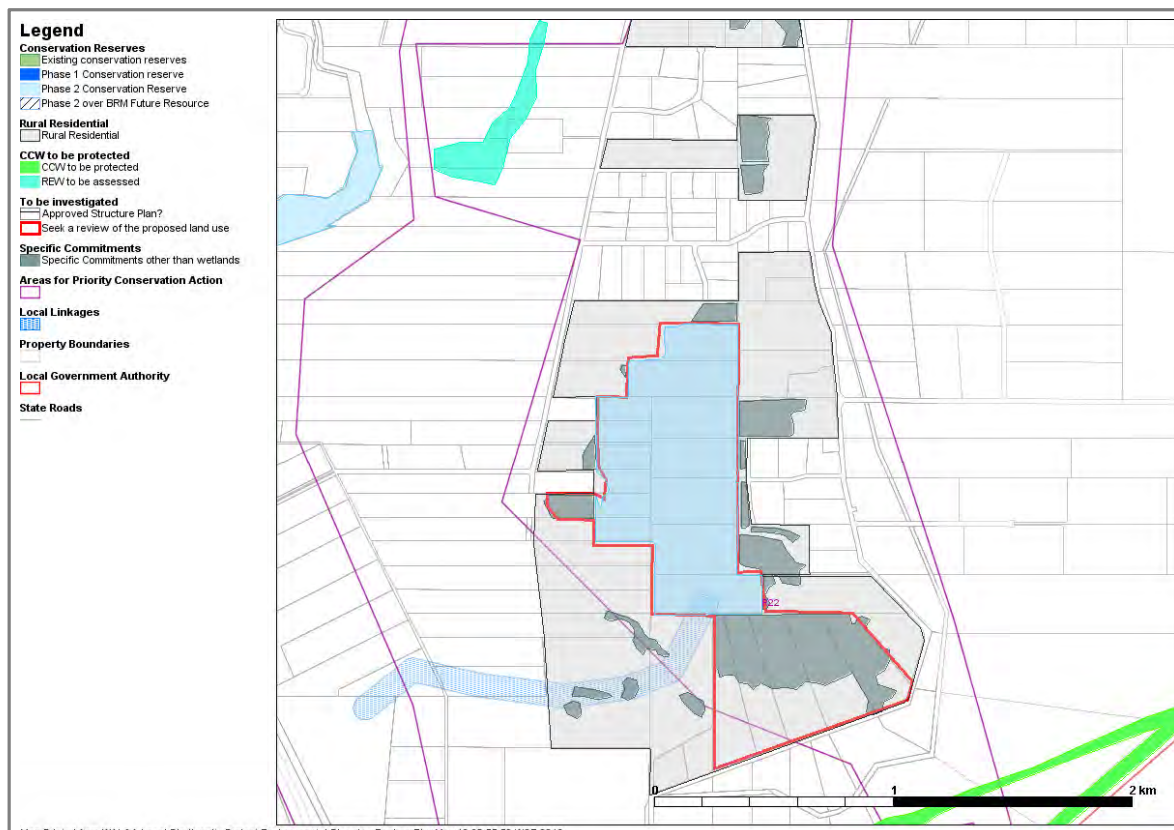 Legend
Conservation Reserves
Existing conservation reserves
Phase 1 Conservation reserve
Phase 2 Conservation Reserve
Phase 2 over BRM Future Resource
Rural Residential
Rural Residential
CCW to be protected
CCW to be protected
REW to be assessed
To be investigated
Approved Structure Plan?
Seek a review of the proposed land use
Specific Commitments
Specific Commitments other than wetlands
Areas for Priority Conservation Action
Local Linkages
Property Boundaries
Local Government Authority
State Roads
22
0 1 2 km